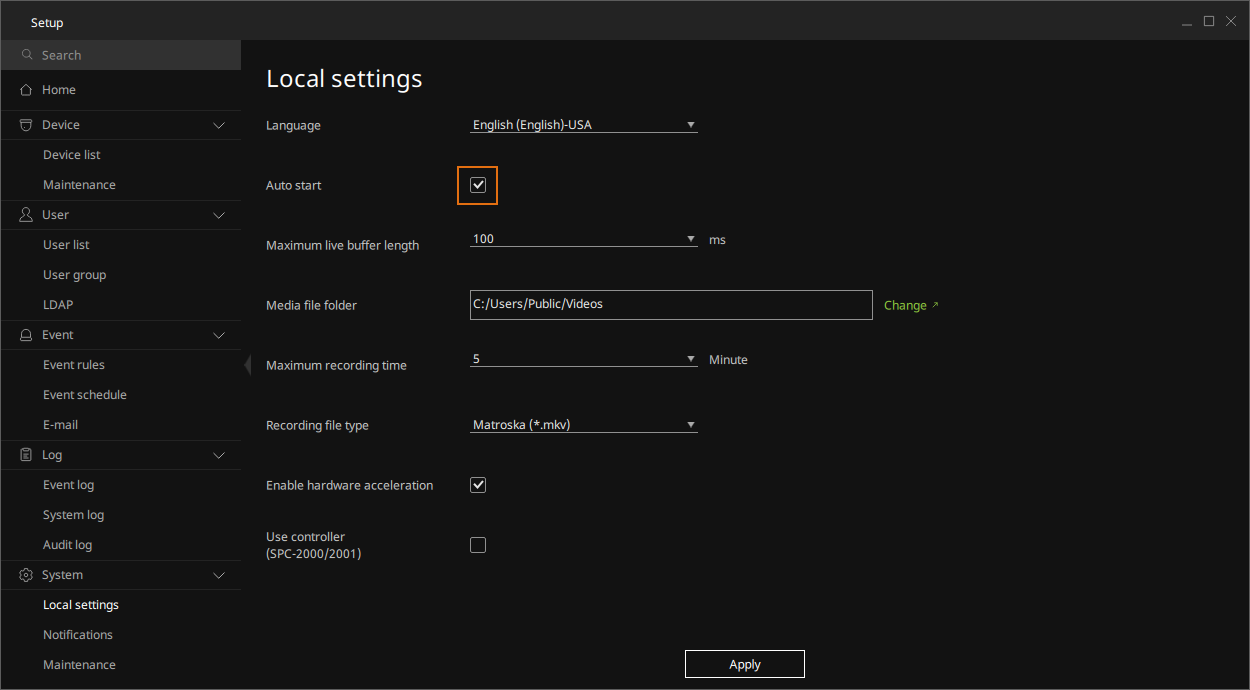 Setup
Search
Home
Device
Device list
Maintenance
User
User list
User group
LDAP
Event
Event rules
Event schedule
E-mail
Log
Event log
System log
Audit log
System
Local settings
Notifications
Maintenance
Local settings
Language English (English)-USA
Auto start
Maximum live buffer length 100 ms
Media file folder C:/Users/Public/Videos Change
Maximum recording time 5 Minute
Recording file type Matroska (*.mkv)
Enable hardware acceleration
Use controller
(SPC-2000/2001)
Apply